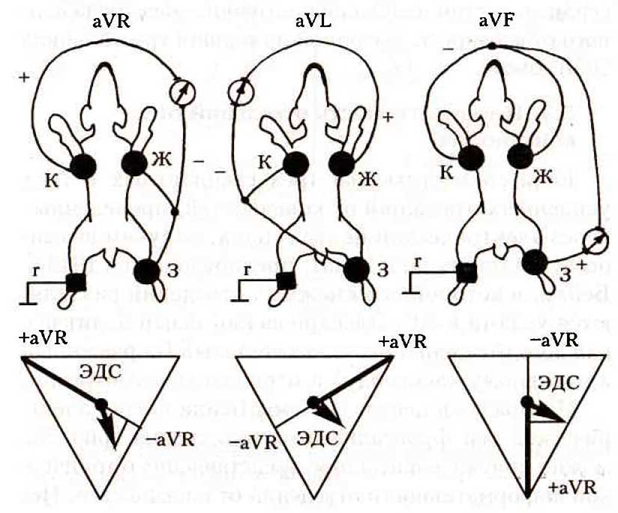 aVR aVL aVF
+ + −
К Ж К Ж К Ж
− −
r З r З r З +
+aVR +aVR −aVR
ЭДС ЭДС ЭДС
−aVR −aVR
+aVR